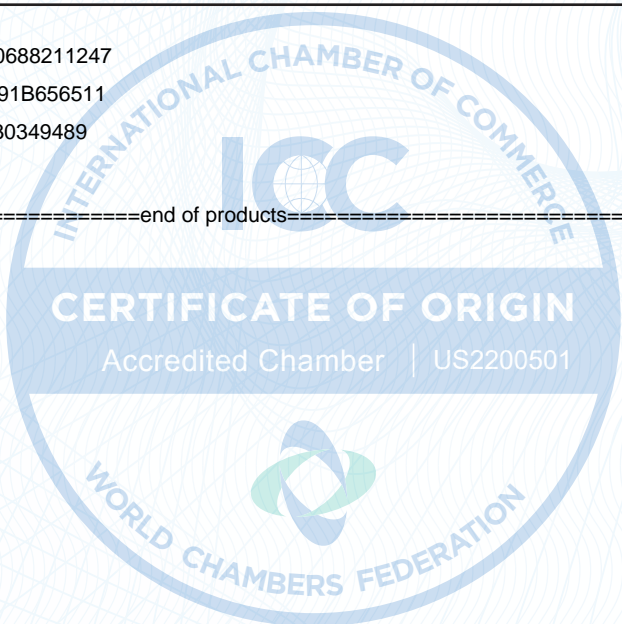 0688211247
91B656511
80349489
===========end of products===========================
INTERNATIONAL CHAMBER OF COMMERCE
ICC
CERTIFICATE OF ORIGIN
Accredited Chamber | US2200501
WORLD CHAMBERS FEDERATION